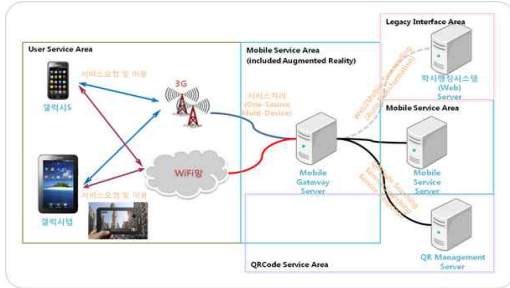 Legacy Interface Area
User Service Area
Mobile Service Area
(included Augmented Reality)
서비스요청 및 이용
3G
갤럭시S
서비스처리
(One-Source
Multi-Device)
학사행정시스템
(Web)
Server
Mobile Service Area
WiFi망
Mobile
Gateway
Server
Mobile
Service
Server
서비스요청 및 이용
갤럭시탭
QR Management
Server
QRCode Service Area